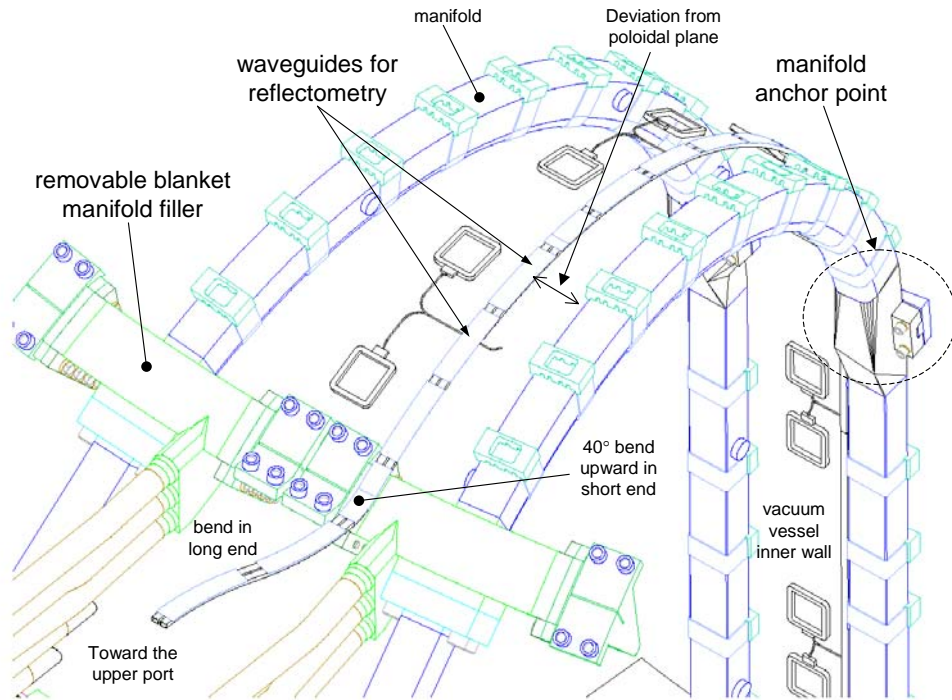 manifold
Deviation from
poloidal plane
waveguides for
reflectometry
manifold
anchor point
removable blanket
manifold filler
40° bend
upward in
short end
bend in
long end
vacuum
vessel
inner wall
Toward the
upper port